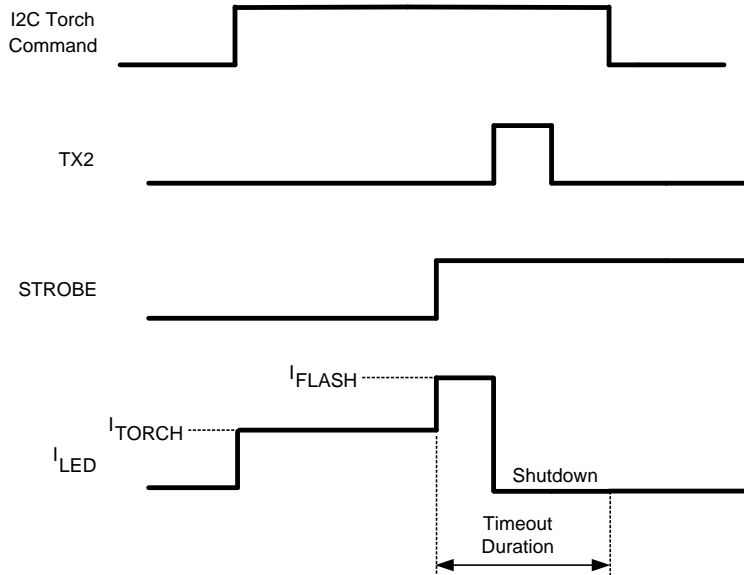 I2C Torch
Command
TX2
STROBE
IFLASH
ITORCH
ILED
Shutdown
Timeout
Duration